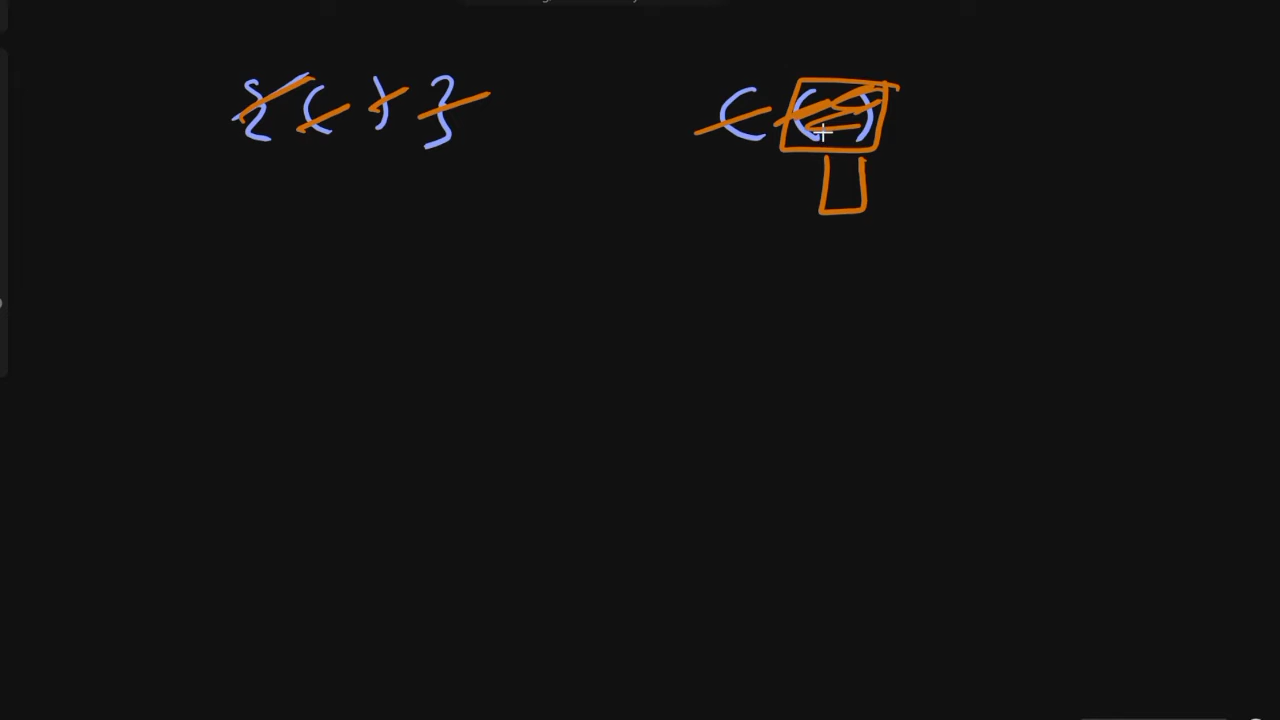 { ( ) } ( ( )